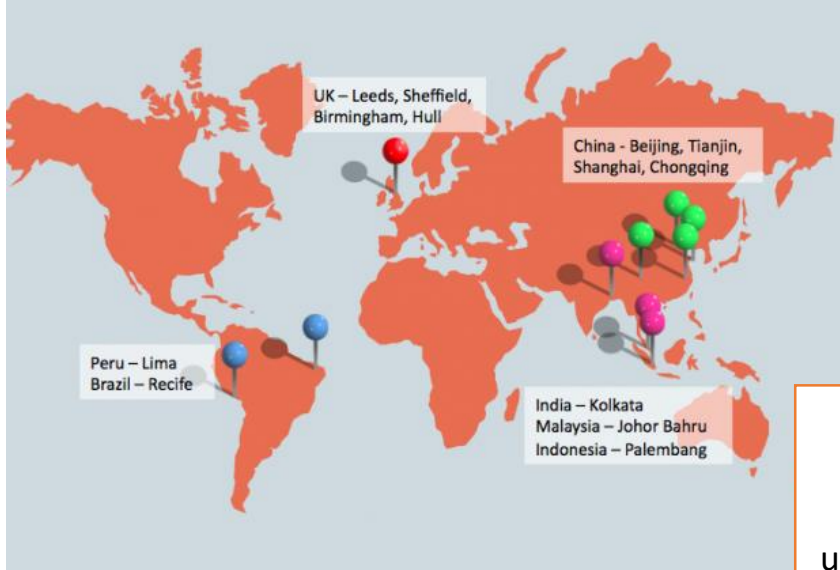 UK – Leeds, Sheffield,
Birmingham, Hull
China - Beijing, Tianjin,
Shanghai, Chongqing
Peru – Lima
Brazil – Recife
India – Kolkata
Malaysia – Johor Bahru
Indonesia – Palembang
u